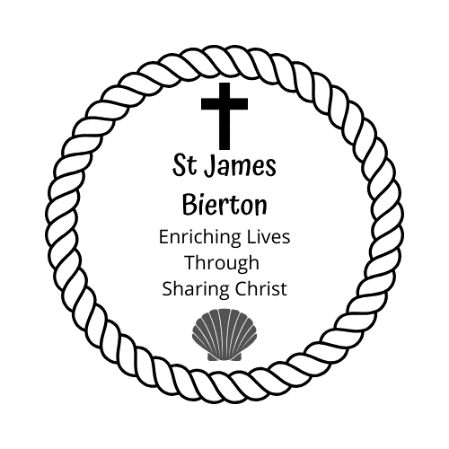 St James
Bierton
Enriching Lives
Through
Sharing Christ